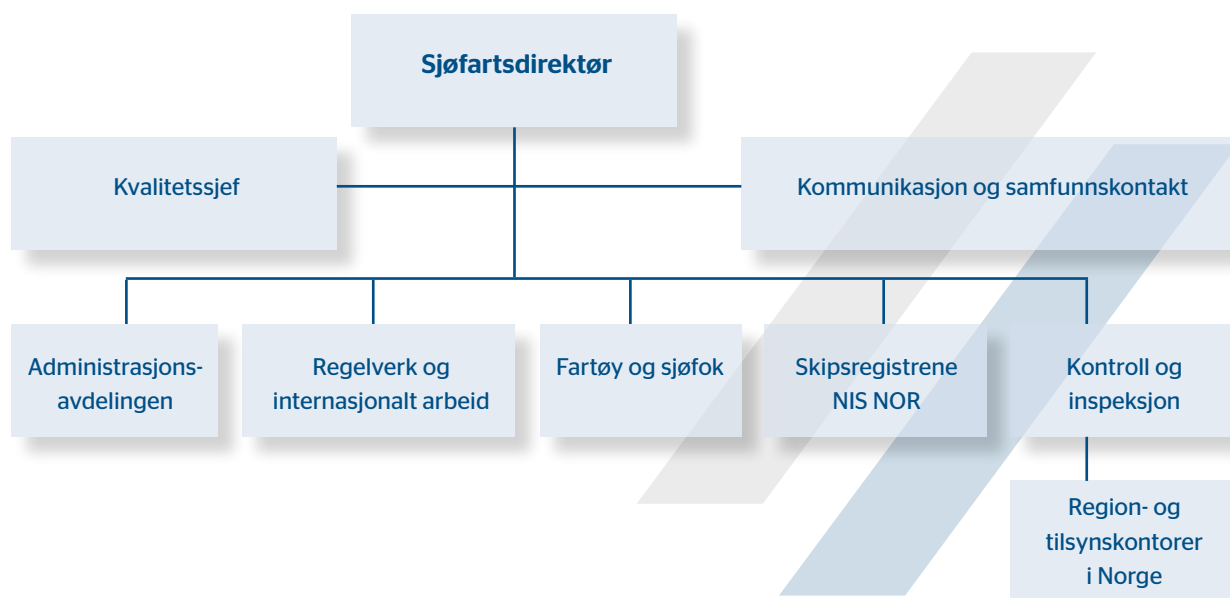 Sjøfartsdirektør
Kvalitetssjef
Kommunikasjon og samfunnskontakt
Administrasjons-
avdelingen
Regelverk og
internasjonalt arbeid
Fartøy og sjøfok
Skipsregistrene
NIS NOR
Kontroll og
inspeksjon
Region- og
tilsynskontorer
i Norge